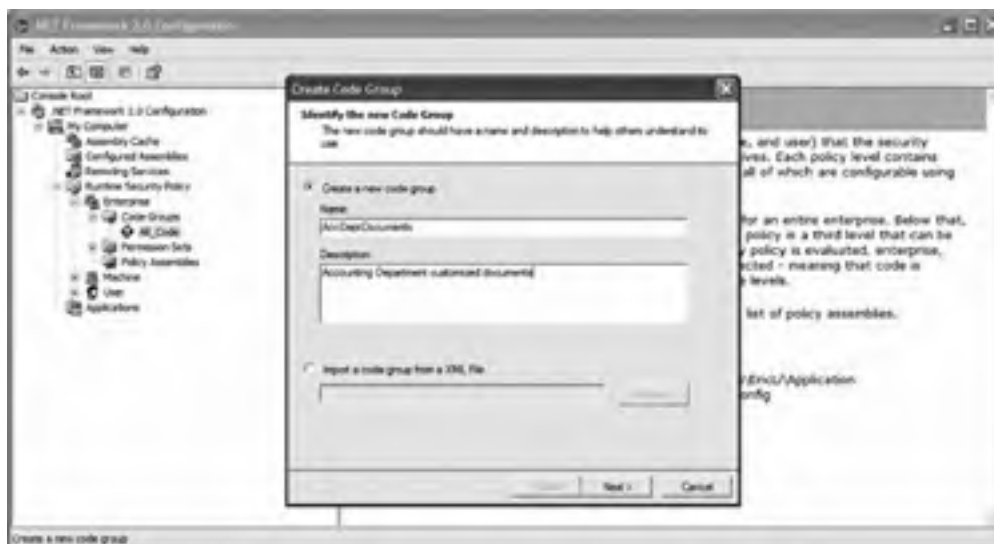 .NET Framework 2.0 Configuration
File Action View Help
Console Root
.NET Framework 2.0 Configuration
My Computer
Assembly Cache
Configured Assemblies
Remoting Services
Runtime Security Policy
Enterprise
Code Groups
All_Code
Permission Sets
Policy Assemblies
Machine
User
Applications
Create Code Group
Identify the new Code Group
The new code group should have a name and description to help others understand its
use.
Create a new code group
Name:
Description:
Accounting Department customized documents
Import a code group from a XML File
Next >
Cancel
, and user) that the security
Each policy level contains
all of which are configurable using
for an entire enterprise. Below that,
policy is a third level that can be
policy is evaluated, enterprise,
- meaning that code is
levels.
list of policy assemblies.
\Application
Create a new code group